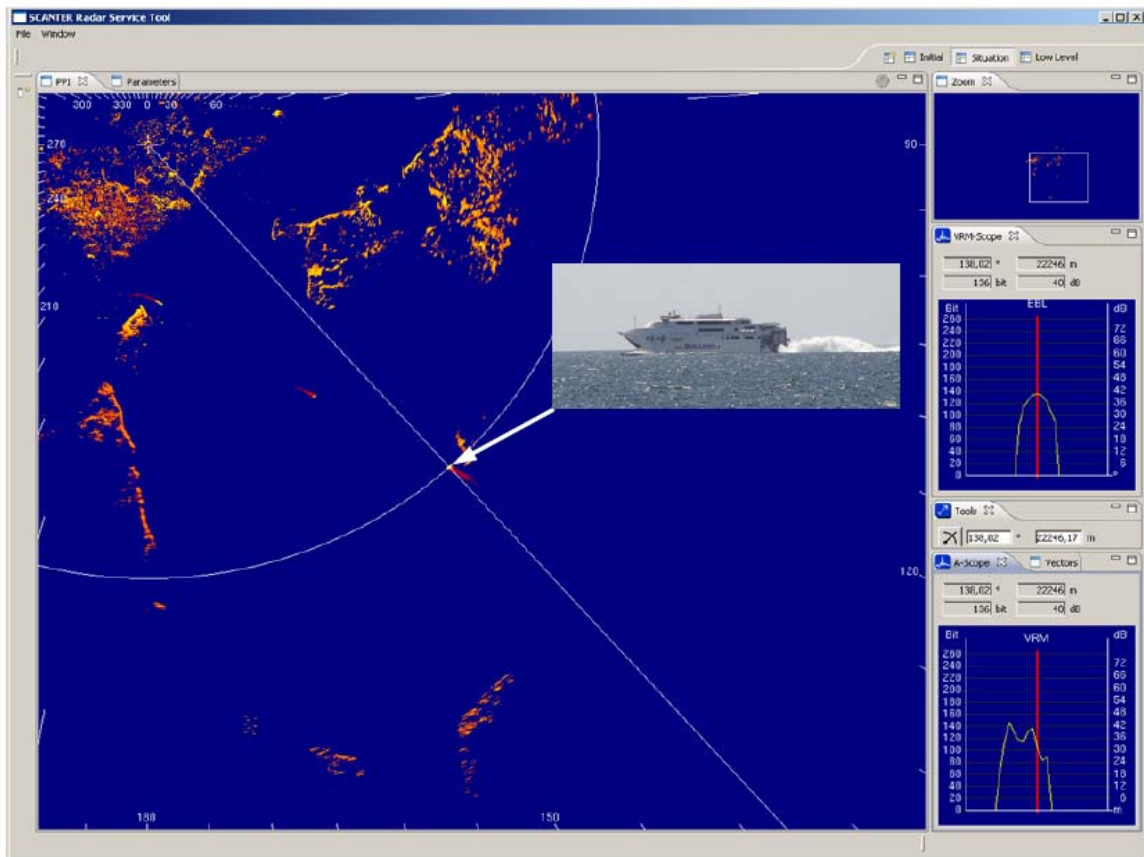 SCANTER Radar Service Tool
File Window
Initial Situation Low Level
PPI Parameters
300 330 0 30 60
270
240
210
90
120
180
150
Zoom
VRM-Scope
138,02 ° 22246 m
136 bit 40 dB
Bit EBL dB
260
240 72
220 66
200 60
180 54
160 48
140 42
120 36
100 30
80 24
60 18
40 12
20 6
0 °
Tools
138,02 ° 22246,17 m
A-Scope Vectors
138,02 ° 22246 m
136 bit 40 dB
Bit VRM dB
260
240 72
220 66
200 60
180 54
160 48
140 42
120 36
100 30
80 24
60 18
40 12
20 6
0 m